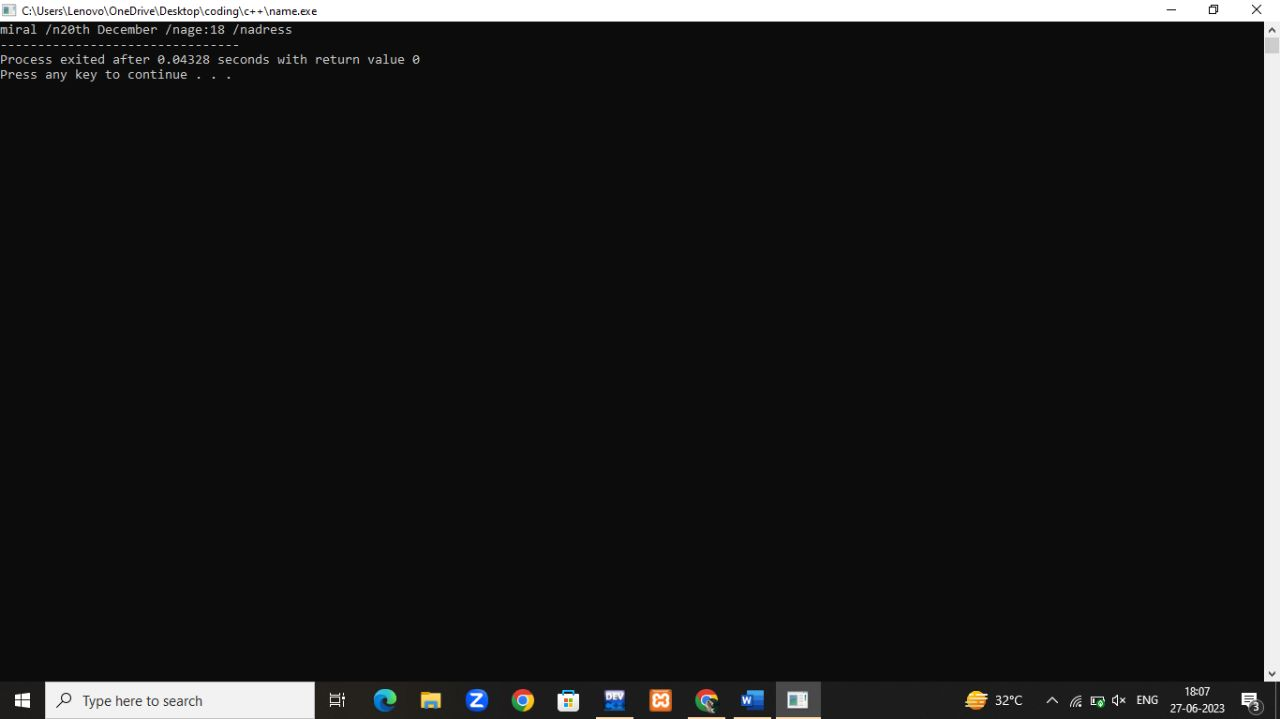 C:\Users\Lenovo\OneDrive\Desktop\coding\c++\name.exe
miral /n20th December /nage:18 /nadress
--------------------------------
Process exited after 0.04328 seconds with return value 0
Press any key to continue . . .
Type here to search
Z
DEV
W
32°C
ENG
18:07
27-06-2023
3